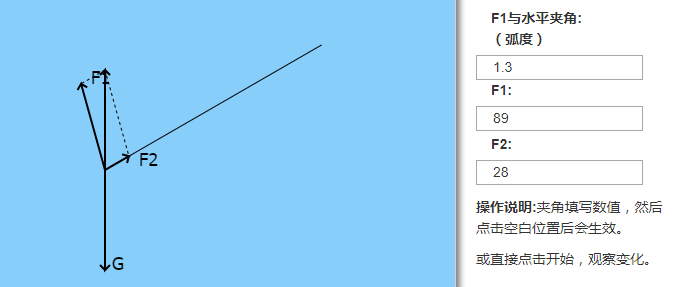 F1
F2
G
F1与水平夹角:
（弧度）
1.3
F1:
89
F2:
28
操作说明:夹角填写数值，然后
点击空白位置后会生效。
或直接点击开始，观察变化。